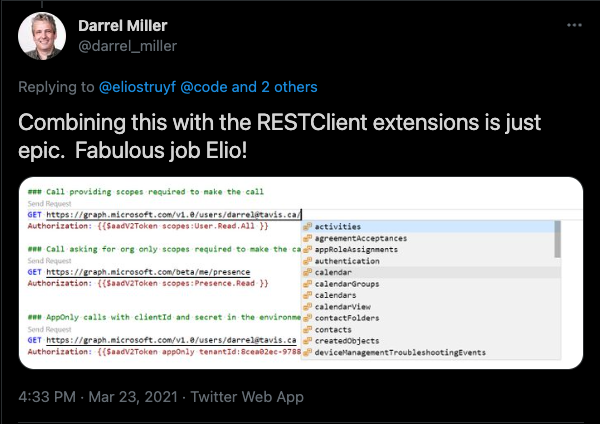 Darrel Miller
@darrel_miller
Replying to @eliostruyf @code and 2 others
Combining this with the RESTClient extensions is just
epic. Fabulous job Elio!
### Call providing scopes required to make the call
Send Request
GET https://graph.microsoft.com/v1.0/users/darrel@tavis.ca/
Authorization: {{$aadV2Token scopes:User.Read.All }}
### Call asking for org only scopes required to make the ca
Send Request
GET https://graph.microsoft.com/beta/me/presence
Authorization: {{$aadV2Token scopes:Presence.Read }}
### AppOnly calls with clientId and secret in the environme
Send Request
GET https://graph.microsoft.com/v1.0/users/darrel@tavis.ca
Authorization: {{$aadV2Token appOnly tenantId:8cea02ec-9788
activities
agreementAcceptances
appRoleAssignments
authentication
calendar
calendarGroups
calendars
calendarView
contactFolders
contacts
createdObjects
deviceManagementTroubleshootingEvents
4:33 PM · Mar 23, 2021 · Twitter Web App